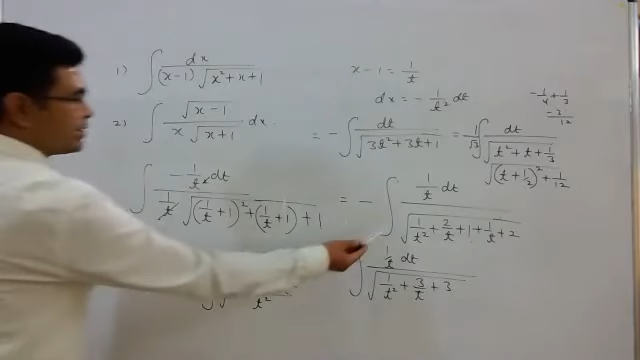 1) ∫ dx / (x−1) √(x²+x+1)
x−1 = 1/t
dx = − 1/t² dt
−1/4 + 1/3
= 2/12
2) ∫ √(x−1) / x √(x+1) dx.
= − ∫ dt / √(3t²+3t+1) = −1/√3 ∫ dt / √(t²+t+1/3)
√((t+1/2)²+1/12)
∫ −1/t² dt / 1/t √((1/t+1)²+(1/t+1)+1) = − ∫ 1/t dt / √(1/t²+2/t+1+1/t+2)
∫ 1/t dt / √(1/t²+3/t+3)
t²